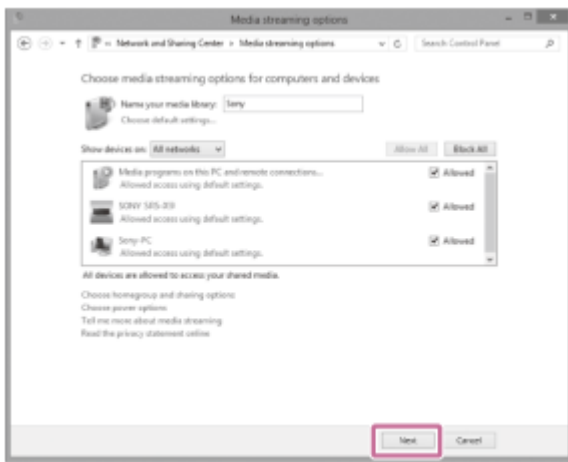 Media streaming options
Network and Sharing Center Media streaming options Search Control Panel
Choose media streaming options for computers and devices
Name your media library: Sony
Choose default settings...
Show devices on: All networks Allow All Block All
Media programs on this PC and remote connections... Allowed
Allowed access using default settings.
SONY Allowed
Allowed access using default settings.
Sony-PC Allowed
Allowed access using default settings.
All devices are allowed to access your shared media.
Choose homegroup and sharing options
Choose power options
Tell me more about media streaming
Read the privacy statement online
Next Cancel